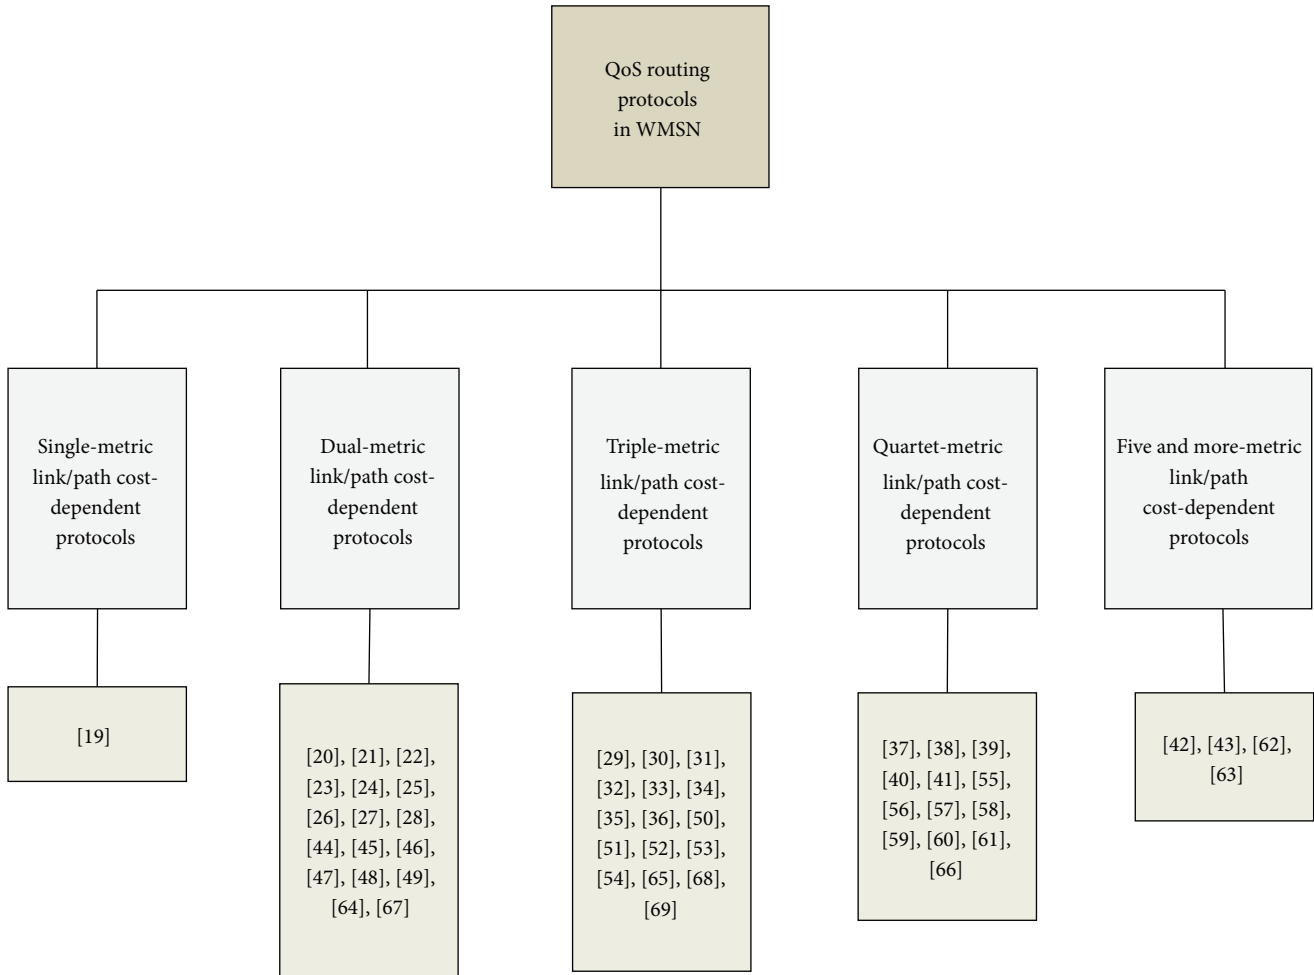 QoS routing
protocols
in WMSN
Single-metric
link/path cost-
dependent
protocols
Dual-metric
link/path cost-
dependent
protocols
Triple-metric
link/path cost-
dependent
protocols
Quartet-metric
link/path cost-
dependent
protocols
Five and more-metric
link/path
cost-dependent
protocols
[19]
[20], [21], [22],
[23], [24], [25],
[26], [27], [28],
[44], [45], [46],
[47], [48], [49],
[64], [67]
[29], [30], [31],
[32], [33], [34],
[35], [36], [50],
[51], [52], [53],
[54], [65], [68],
[69]
[37], [38], [39],
[40], [41], [55],
[56], [57], [58],
[59], [60], [61],
[66]
[42], [43], [62],
[63]